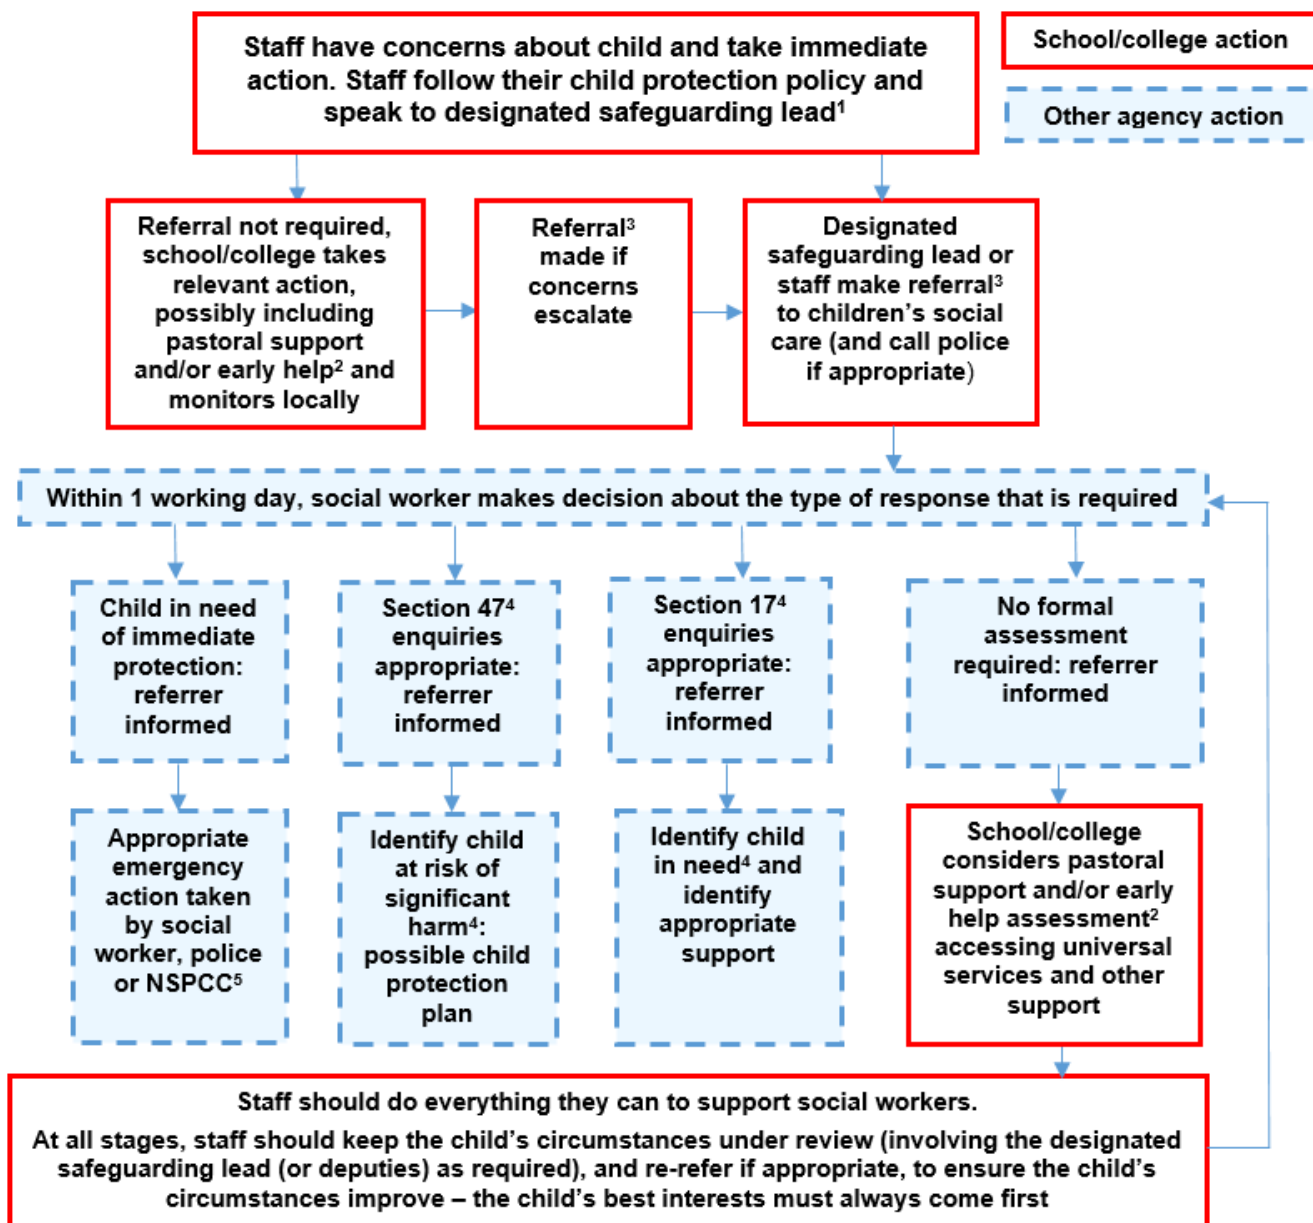 Staff have concerns about child and take immediate
action. Staff follow their child protection policy and
speak to designated safeguarding lead¹
School/college action
Other agency action
Referral not required,
school/college takes
relevant action,
possibly including
pastoral support
and/or early help² and
monitors locally
Referral³
made if
concerns
escalate
Designated
safeguarding lead or
staff make referral³
to children’s social
care (and call police
if appropriate)
Within 1 working day, social worker makes decision about the type of response that is required
Child in need
of immediate
protection:
referrer
informed
Section 47⁴
enquiries
appropriate:
referrer
informed
Section 17⁴
enquiries
appropriate:
referrer
informed
No formal
assessment
required: referrer
informed
Appropriate
emergency
action taken
by social
worker, police
or NSPCC⁵
Identify child
at risk of
significant
harm⁴:
possible child
protection
plan
Identify child
in need⁴ and
identify
appropriate
support
School/college
considers pastoral
support and/or early
help assessment²
accessing universal
services and other
support
Staff should do everything they can to support social workers.
At all stages, staff should keep the child’s circumstances under review (involving the designated
safeguarding lead (or deputies) as required), and re-refer if appropriate, to ensure the child’s
circumstances improve – the child’s best interests must always come first